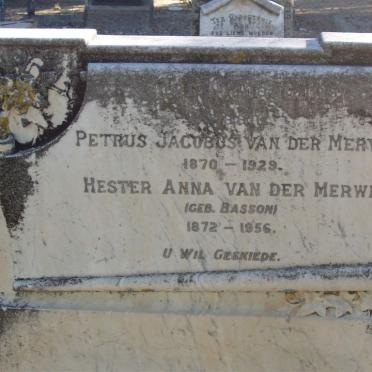 PETRUS JACOBUS VAN DER MERW
1870 – 1929.
HESTER ANNA VAN DER MERWE
(GEB. BASSON)
1872 – 1956.
U WIL GESKIEDE.